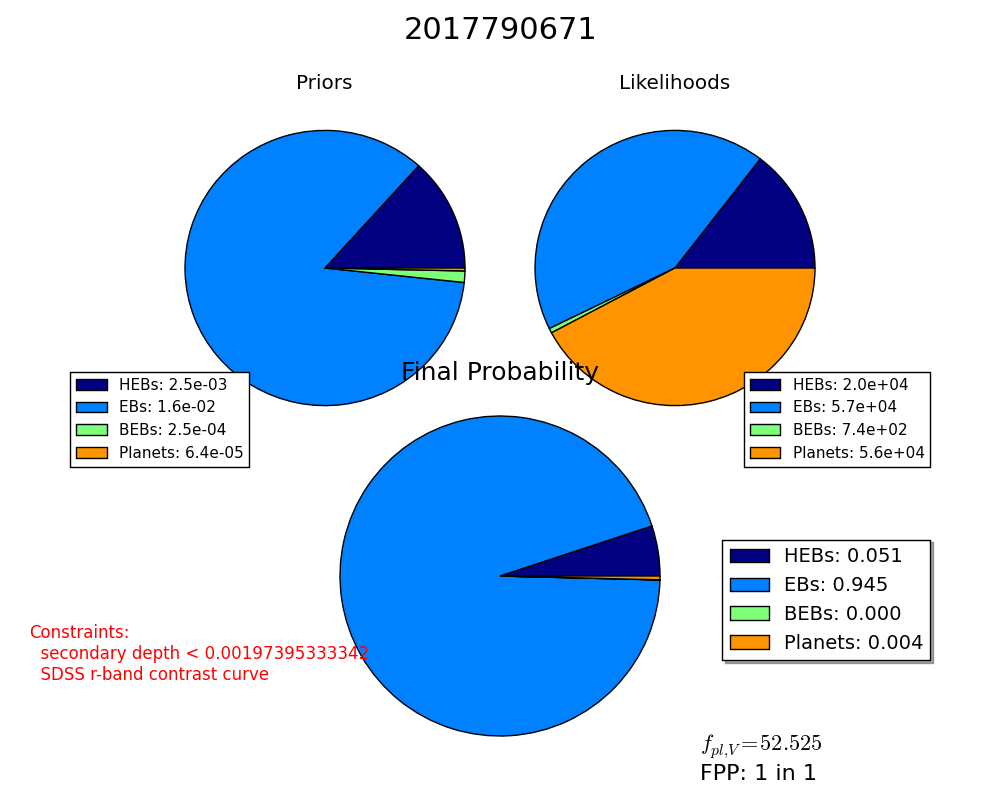 2017790671
Priors
Likelihoods
HEBs: 2.5e-03
EBs: 1.6e-02
BEBs: 2.5e-04
Planets: 6.4e-05
HEBs: 2.0e+04
EBs: 5.7e+04
BEBs: 7.4e+02
Planets: 5.6e+04
Final Probability
HEBs: 0.051
EBs: 0.945
BEBs: 0.000
Planets: 0.004
Constraints:
secondary depth < 0.00197395333342
SDSS r-band contrast curve
f_{pl,V}=52.525
FPP: 1 in 1